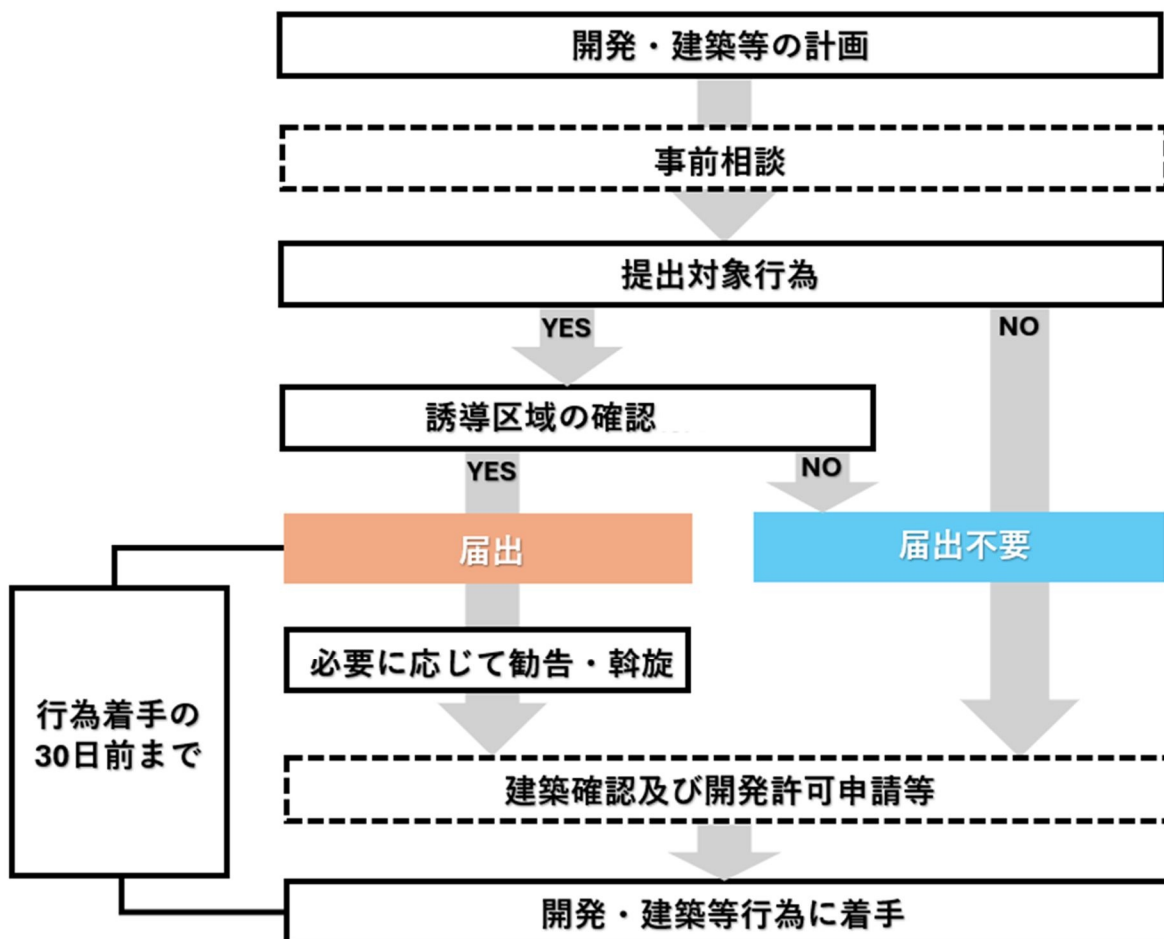 開発・建築等の計画
事前相談
提出対象行為
YES
NO
誘導区域の確認
YES
NO
届出
届出不要
必要に応じて勧告・斡旋
行為着手の
30日前まで
建築確認及び開発許可申請等
開発・建築等行為に着手